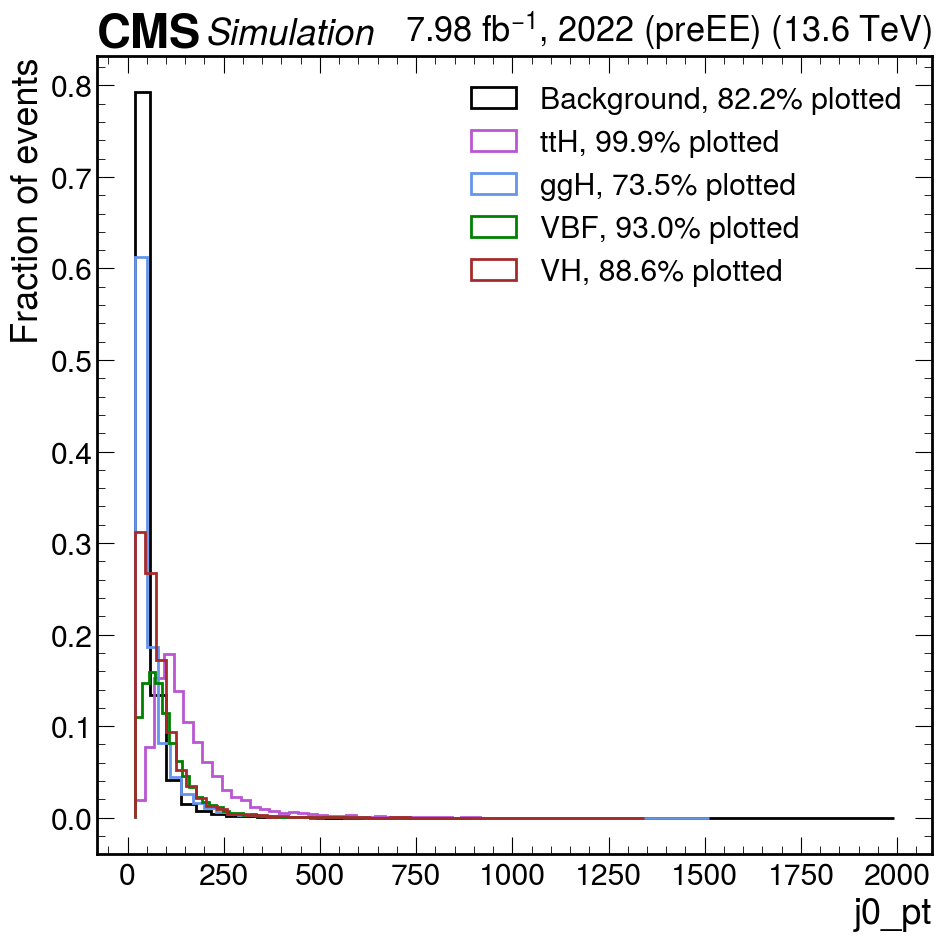 CMS Simulation 7.98 fb⁻¹, 2022 (preEE) (13.6 TeV)
Fraction of events
0.8
0.7
0.6
0.5
0.4
0.3
0.2
0.1
0.0
Background, 82.2% plotted
ttH, 99.9% plotted
ggH, 73.5% plotted
VBF, 93.0% plotted
VH, 88.6% plotted
0 250 500 750 1000 1250 1500 1750 2000
j0_pt